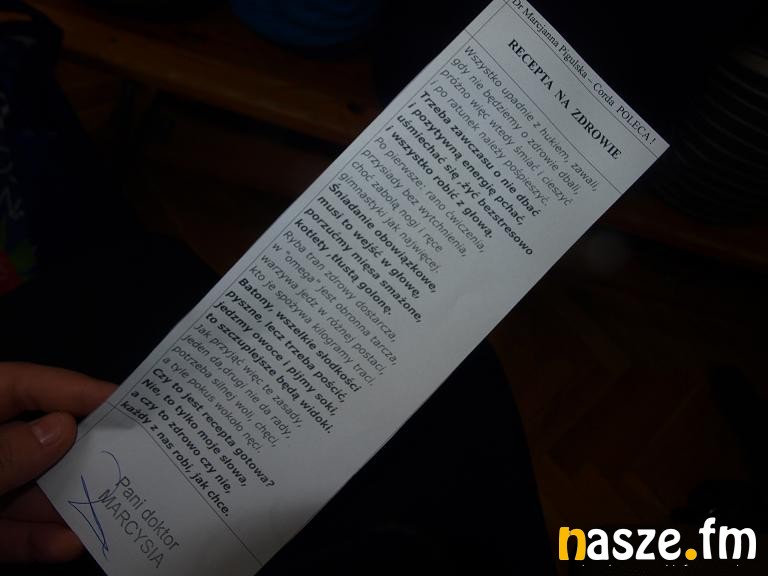 Dr Marcjanna Pigulska – Corda POLECA !
RECEPTA NA ZDROWIE
Wszystko upadnie z hukiem, zawali,
gdy nie będziemy o zdrowie dbali,
próżno więc wtedy śmiać i cieszyć
i po ratunek należy pośpieszyć.
Trzeba zawczasu o nie dbać
i pozytywną energię pchać,
uśmiechać się ,żyć bezstresowo
i wszystko robić z głową.
Po pierwsze: rano ćwiczenia,
przysiady bez wytchnienia,
choć zabolą nogi i ręce
gimnastyki jak najwięcej.
Śniadanie obowiązkowe,
musi to wejść w głowę,
porzućmy mięsa smażone,
kotlety ,tłustą golonę.
Ryba tran zdrowy dostarcza,
w "omega" jest obronna tarcza,
warzywa jedz w różnej postaci,
kto je spożywa kilogramy traci.
Batony, wszelkie słodkości
pyszne, lecz trzeba pościć,
jedzmy owoce i pijmy soki,
to szczuplejsze będą widoki.
Jak przyjąć więc te zasady,
jeden da,drugi nie da rady,
potrzeba silnej woli, chęci,
a tyle pokus wokoło nęci.
Czy to jest recepta gotowa?
Nie, to tylko moje słowa,
a czy to zdrowo czy nie,
każdy z nas robi, jak chce.
Pani doktor
MARCYSIA
nasze.fm